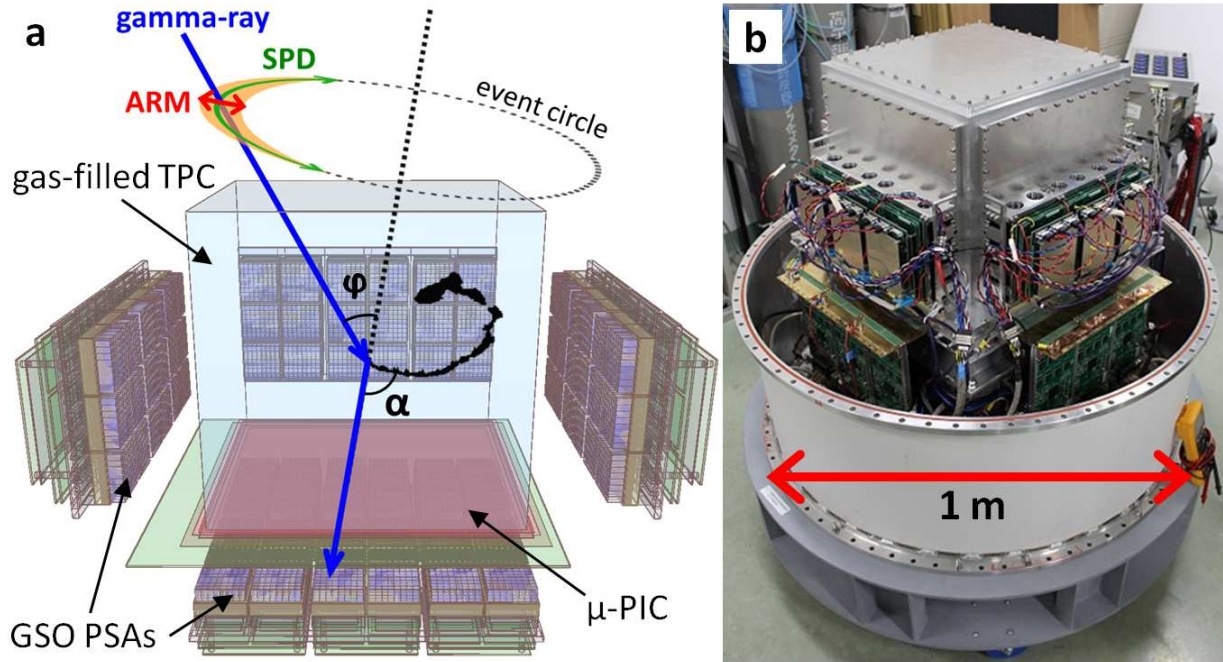 a
gamma-ray
SPD
ARM
event circle
gas-filled TPC
φ
α
GSO PSAs
μ-PIC
b
1 m